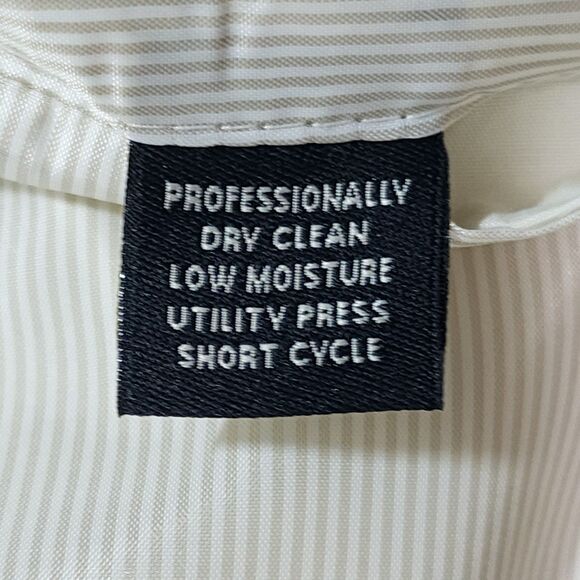 PROFESSIONALLY
DRY CLEAN
LOW MOISTURE
UTILITY PRESS
SHORT CYCLE